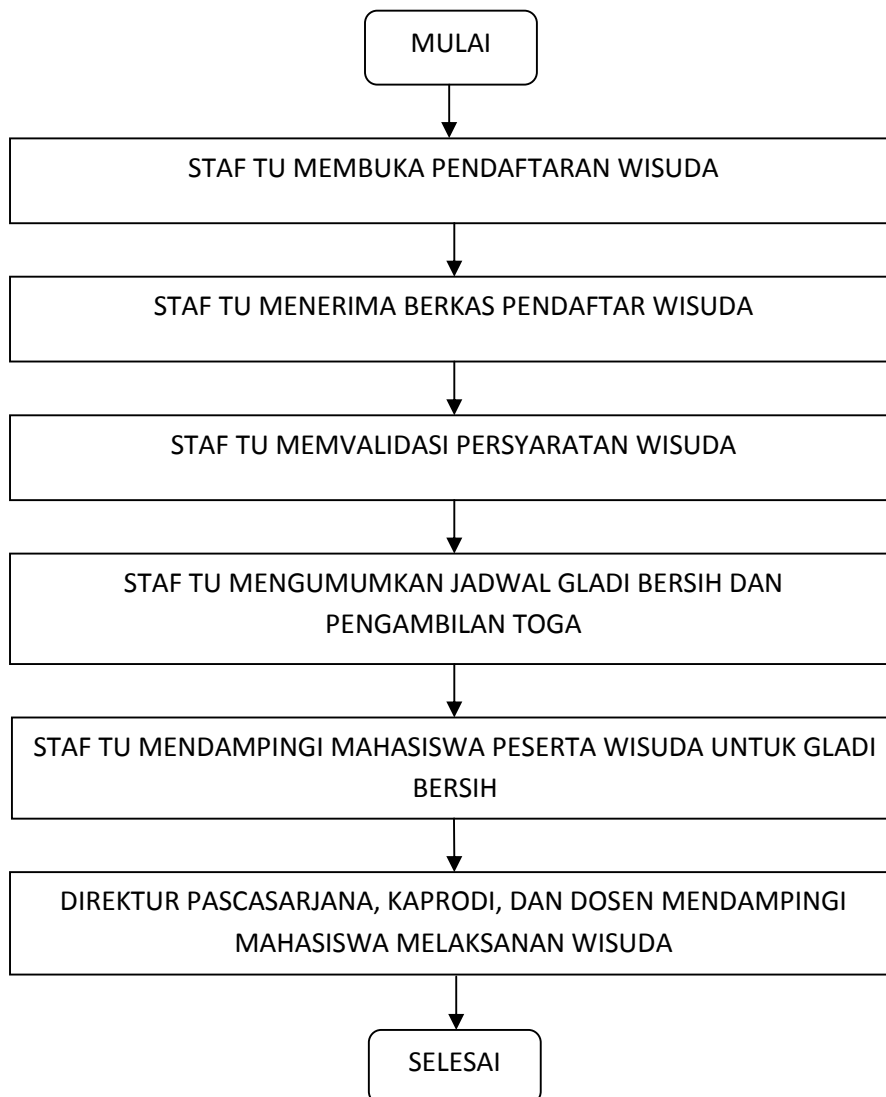 MULAI
STAF TU MEMBUKA PENDAFTARAN WISUDA
STAF TU MENERIMA BERKAS PENDAFTAR WISUDA
STAF TU MEMVALIDASI PERSYARATAN WISUDA
STAF TU MENGUMUMKAN JADWAL GLADI BERSIH DAN
PENGAMBILAN TOGA
STAF TU MENDAMPINGI MAHASISWA PESERTA WISUDA UNTUK GLADI
BERSIH
DIREKTUR PASCASARJANA, KAPRODI, DAN DOSEN MENDAMPINGI
MAHASISWA MELAKSANAN WISUDA
SELESAI